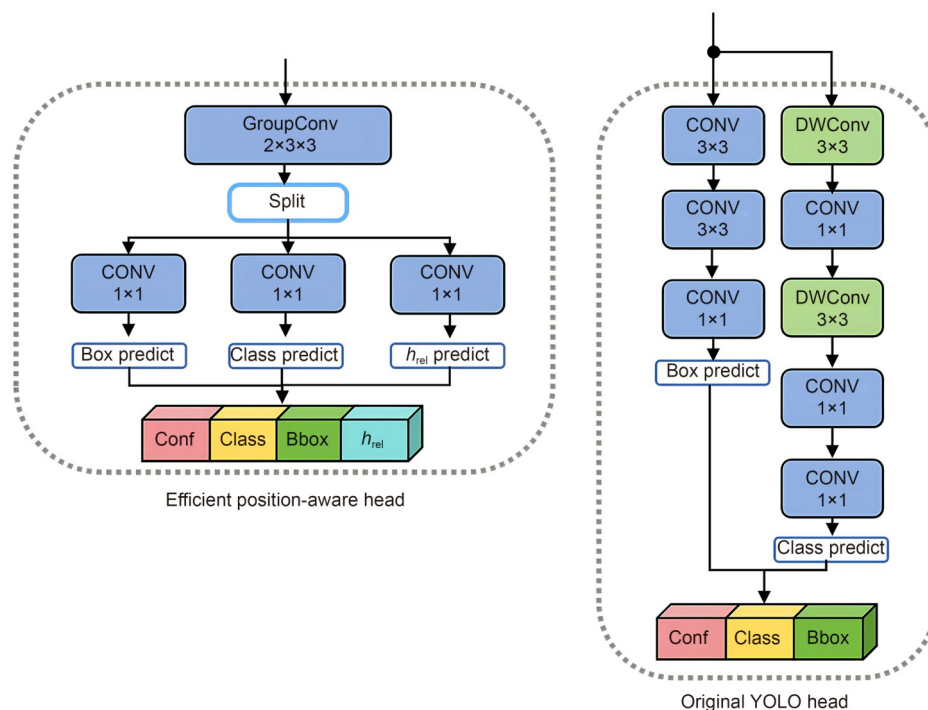 GroupConv
2×3×3
Split
CONV
1×1
CONV
1×1
CONV
1×1
Box predict
Class predict
h_rel predict
Conf
Class
Bbox
h_rel
Efficient position-aware head
CONV
3×3
CONV
3×3
CONV
1×1
Box predict
DWConv
3×3
CONV
1×1
DWConv
3×3
CONV
1×1
CONV
1×1
Class predict
Conf
Class
Bbox
Original YOLO head